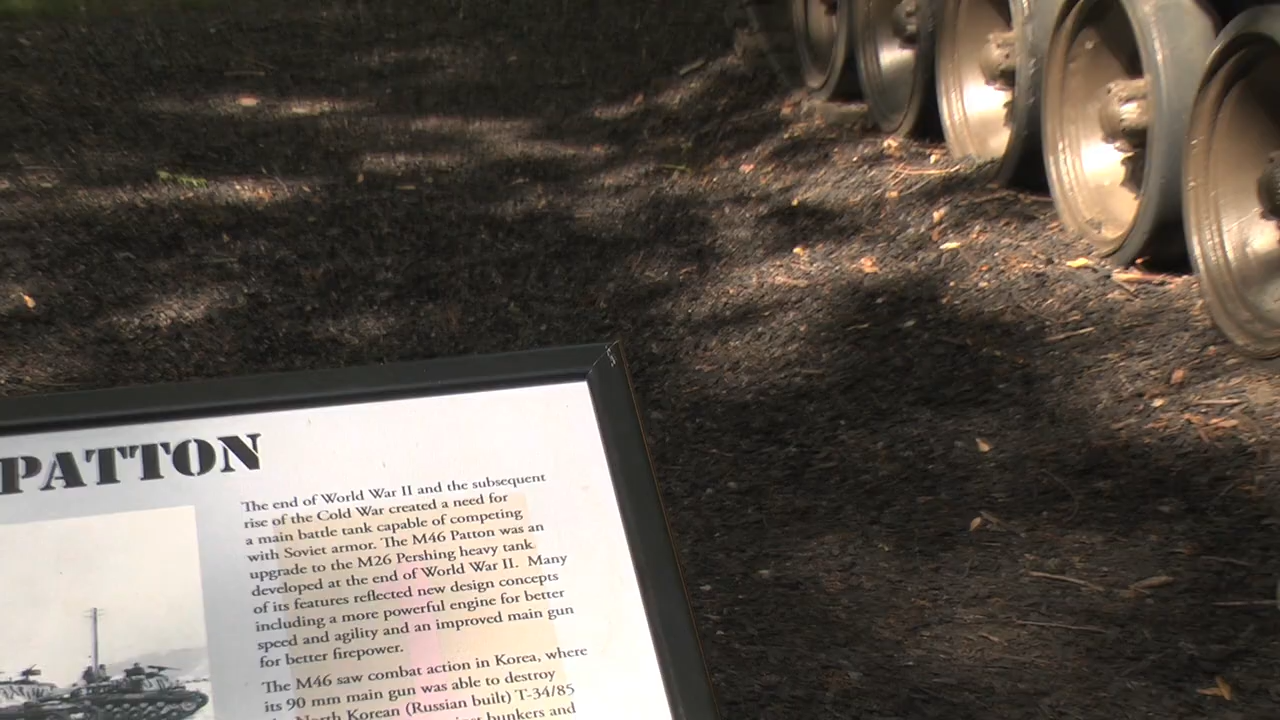 PATTON
The end of World War II and the subsequent
rise of the Cold War created a need for
a main battle tank capable of competing
with Soviet armor. The M46 Patton was an
upgrade to the M26 Pershing heavy tank
developed at the end of World War II. Many
of its features reflected new design concepts
including a more powerful engine for better
speed and agility and an improved main gun
for better firepower.
The M46 saw combat action in Korea, where
its 90 mm main gun was able to destroy
North Korean (Russian built) T-34/85
bunkers and